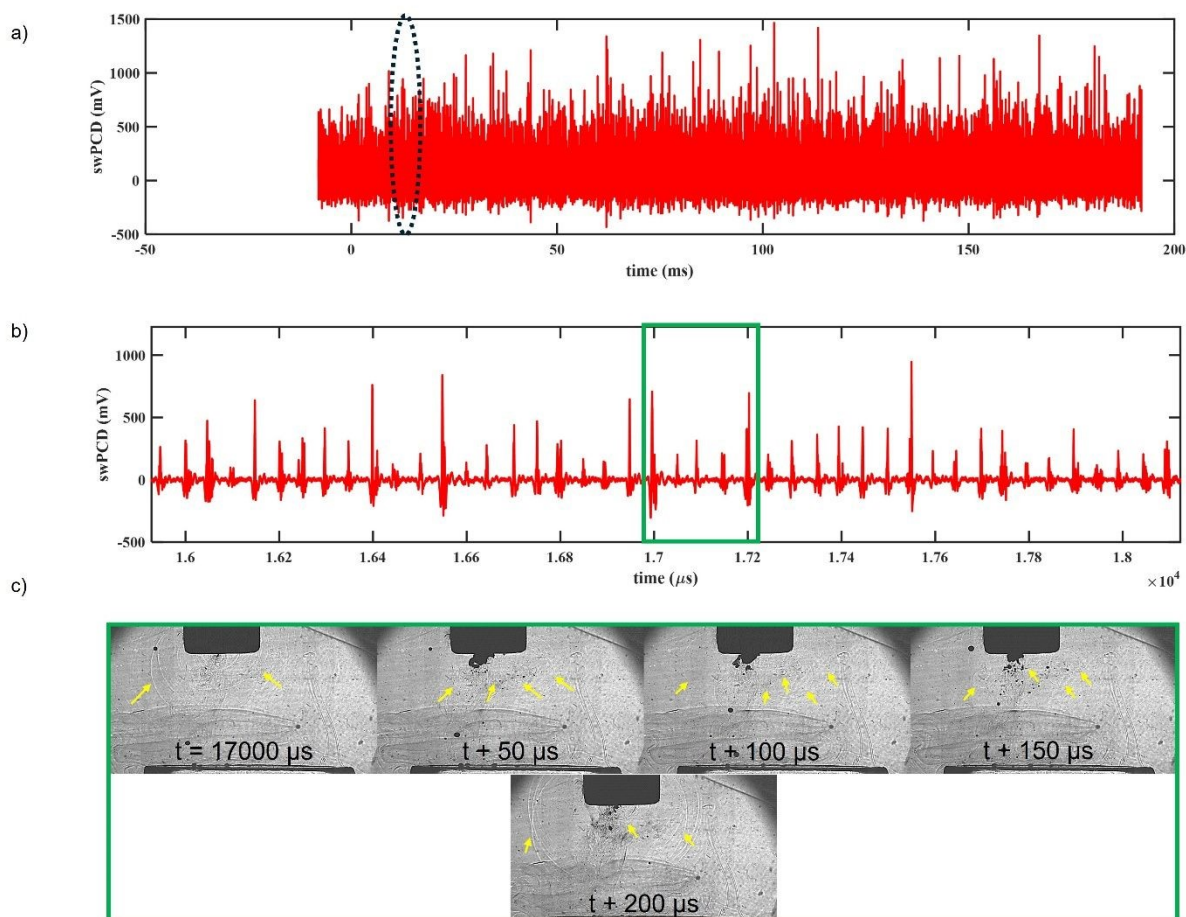 a)
1500
1000
500
0
-500
swPCD (mV)
-50 0 50 100 150 200
time (ms)
b)
1000
500
0
-500
swPCD (mV)
1.6 1.62 1.64 1.66 1.68 1.7 1.72 1.74 1.76 1.78 1.8
time (μs)
×10⁴
c)
t = 17000 μs t + 50 μs t + 100 μs t + 150 μs
t + 200 μs